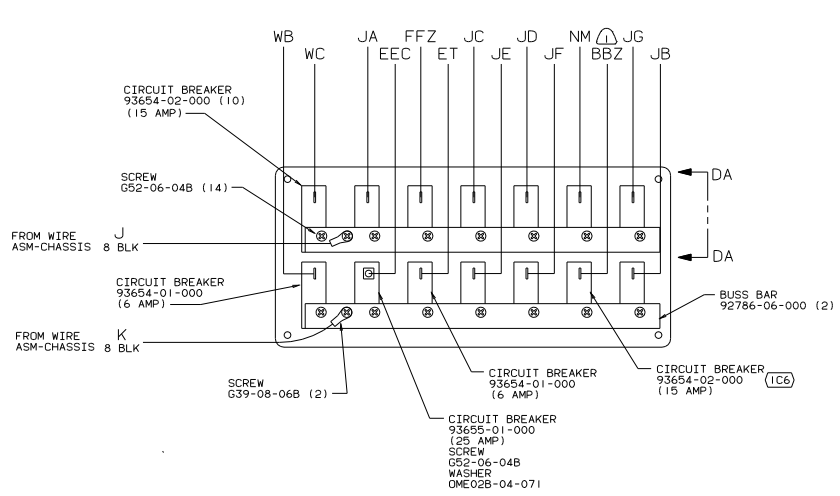 WB JA FFZ JC JD NM 1 JG
WC EEC ET JE JF BBZ JB
CIRCUIT BREAKER
93654-02-000 (10)
(15 AMP)
DA
SCREW
G52-06-04B (14)
FROM WIRE J
ASM-CHASSIS 8 BLK
DA
CIRCUIT BREAKER
93654-01-000
(6 AMP)
BUSS BAR
92786-06-000 (2)
FROM WIRE K
ASM-CHASSIS 8 BLK
SCREW
G39-08-06B (2)
CIRCUIT BREAKER
93654-01-000
(6 AMP)
CIRCUIT BREAKER
93654-02-000 1C6
(15 AMP)
CIRCUIT BREAKER
93655-01-000
(25 AMP)
SCREW
G52-06-04B
WASHER
OME02B-04-071